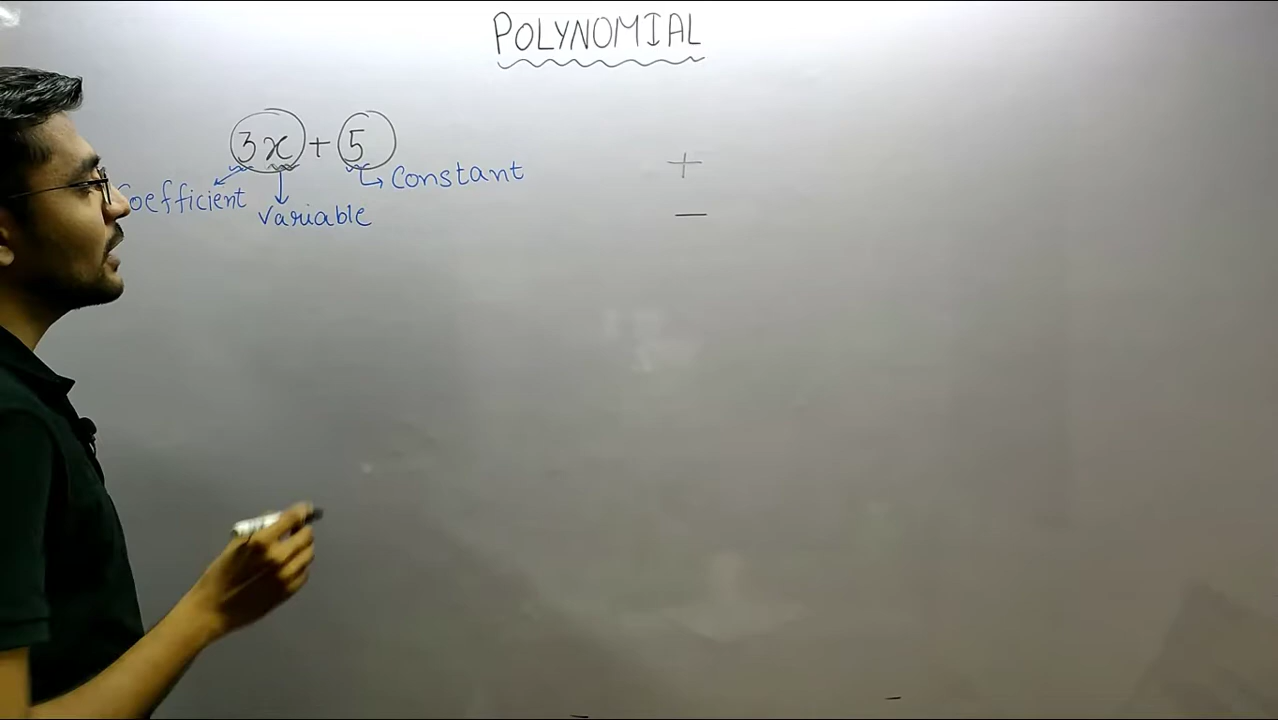 POLYNOMIAL
3x + 5
Constant
Coefficient
variable
+
−